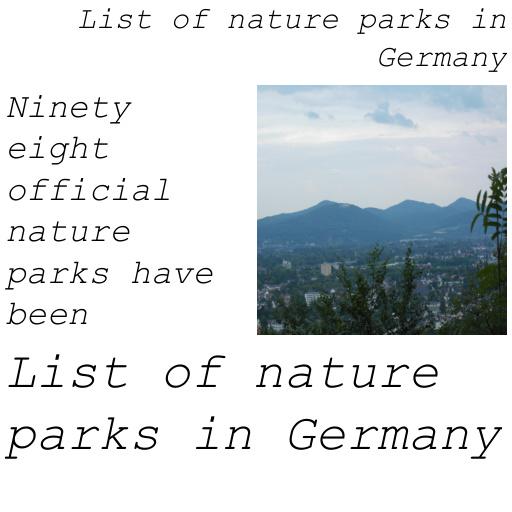 List of nature parks in
Germany
Ninety
eight
official
nature
parks have
been
List of nature
parks in Germany